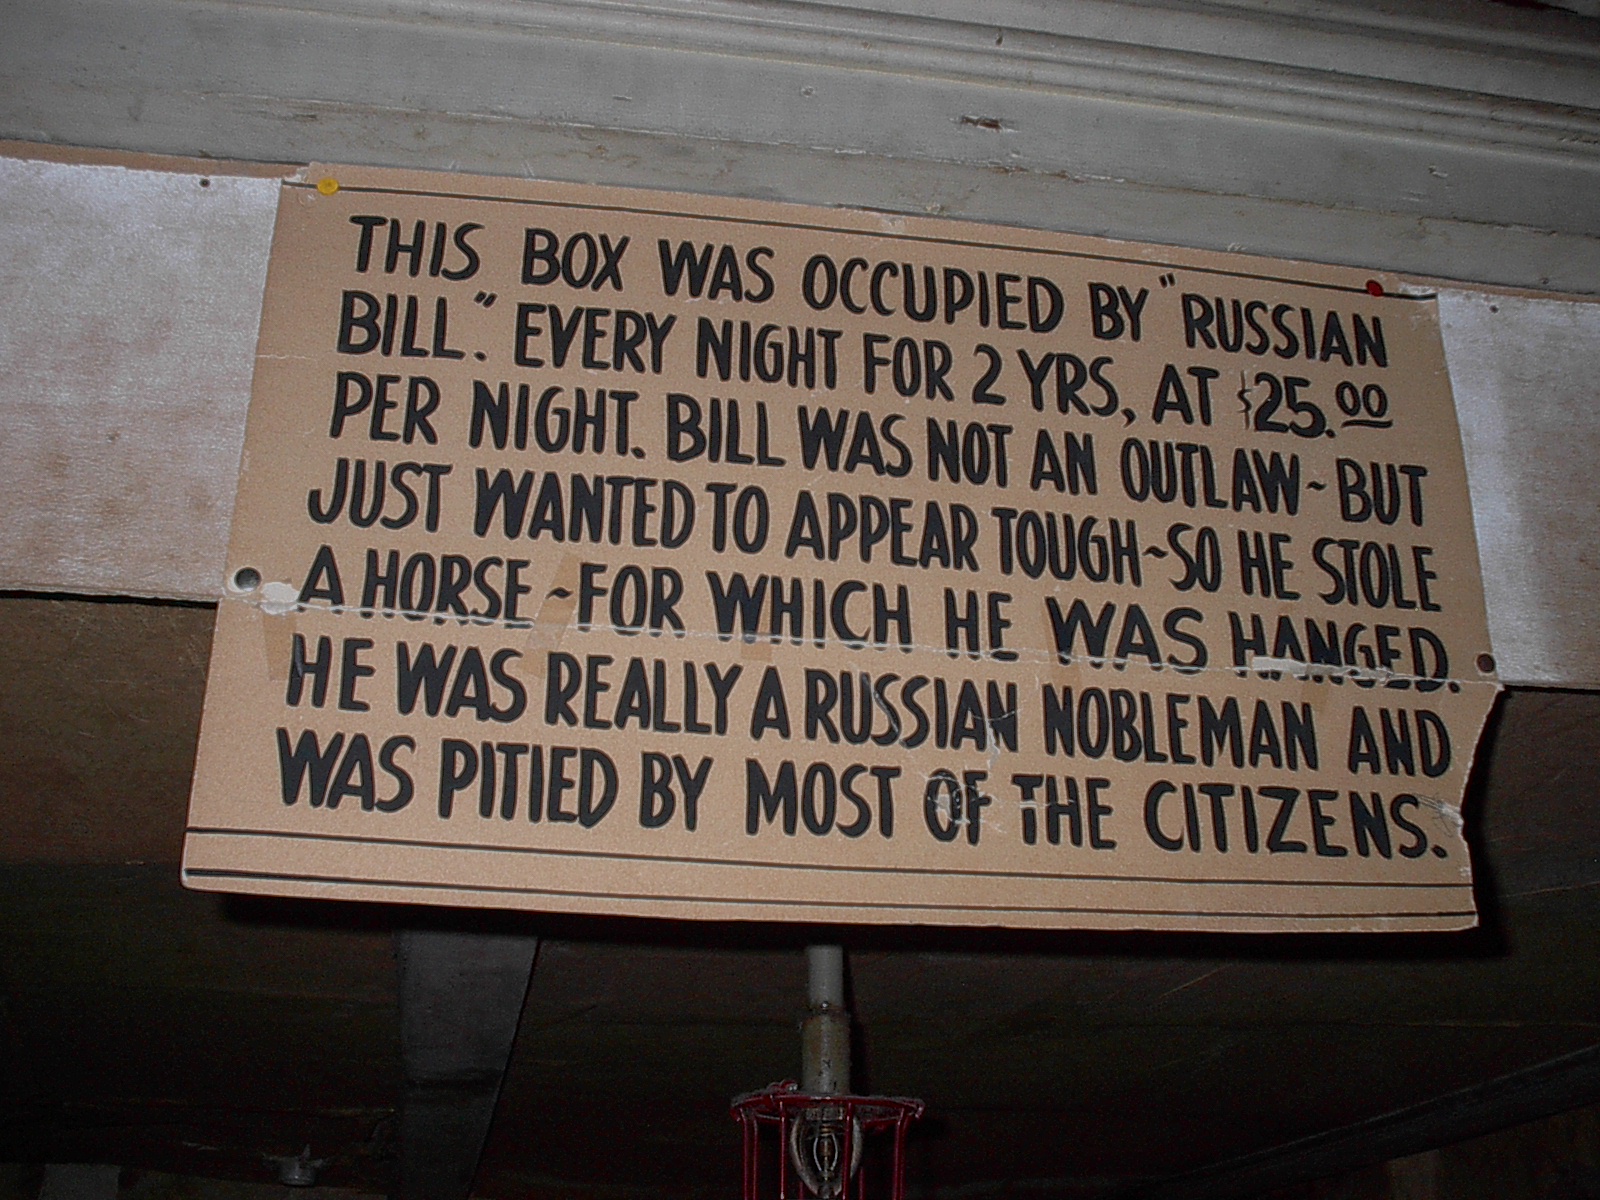 THIS BOX WAS OCCUPIED BY "RUSSIAN
BILL." EVERY NIGHT FOR 2 YRS, AT $25.00
PER NIGHT. BILL WAS NOT AN OUTLAW~BUT
JUST WANTED TO APPEAR TOUGH~SO HE STOLE
A HORSE~FOR WHICH HE WAS HANGED.
HE WAS REALLY A RUSSIAN NOBLEMAN AND
WAS PITIED BY MOST OF THE CITIZENS.